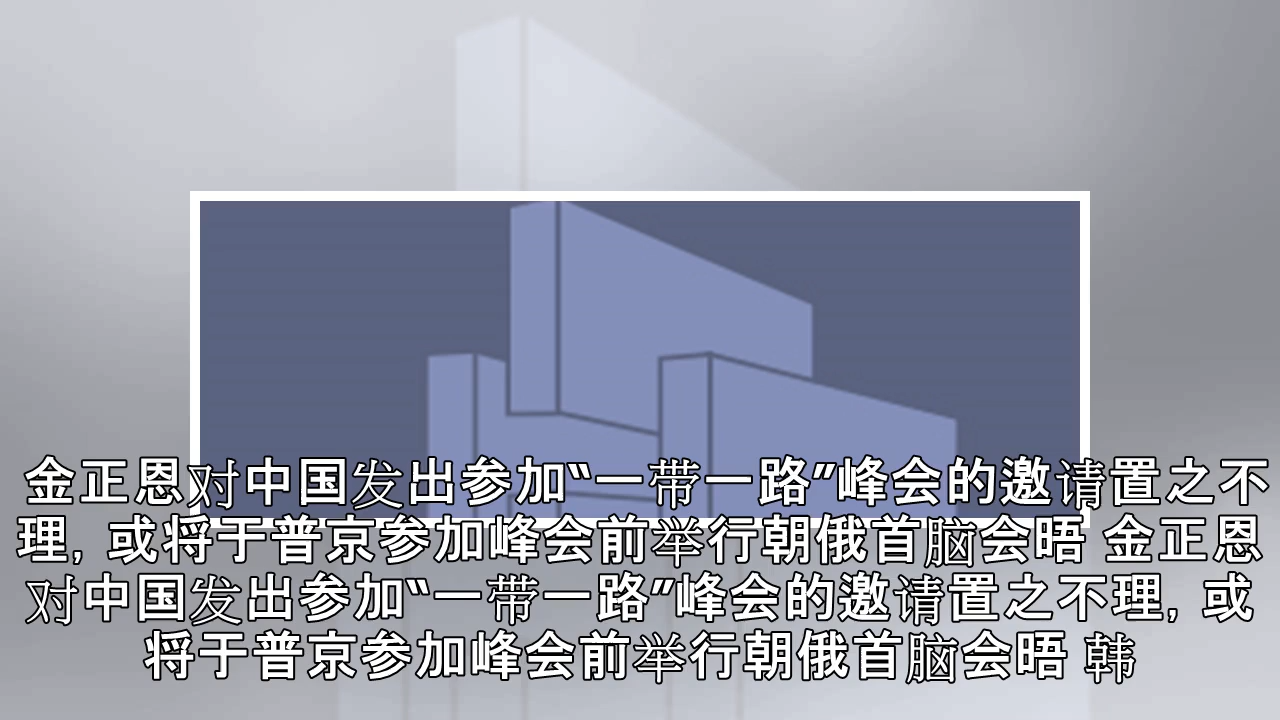 金正恩对中国发出参加“一带一路”峰会的邀请置之不
理, 或将于普京参加峰会前举行朝俄首脑会晤 金正恩
对中国发出参加“一带一路”峰会的邀请置之不理, 或
将于普京参加峰会前举行朝俄首脑会晤 韩